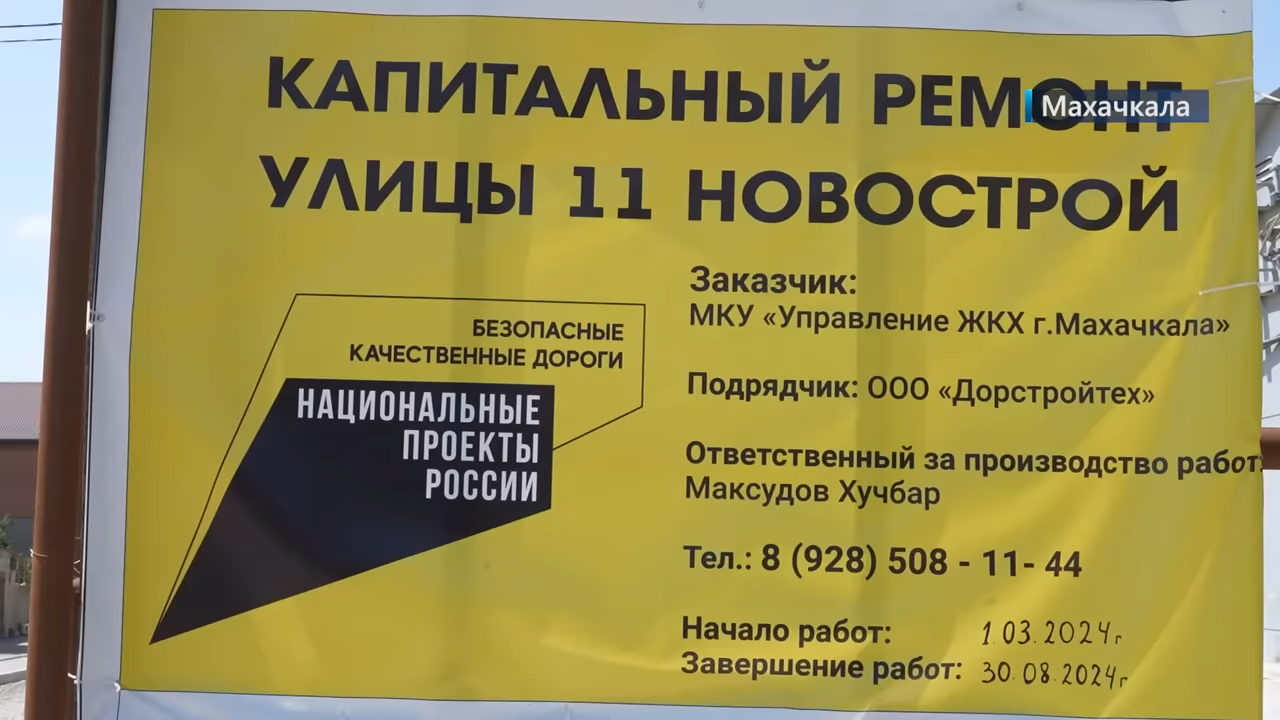 КАПИТАЛЬНЫЙ РЕМОНТ
Махачкала
УЛИЦЫ 11 НОВОСТРОЙ
БЕЗОПАСНЫЕ
КАЧЕСТВЕННЫЕ ДОРОГИ
НАЦИОНАЛЬНЫЕ
ПРОЕКТЫ
РОССИИ
Заказчик:
МКУ «Управление ЖКХ г.Махачкала»
Подрядчик: ООО «Дорстройтех»
Ответственный за производство работ:
Максудов Хучбар
Тел.: 8 (928) 508 - 11- 44
Начало работ: 1.03.2024г
Завершение работ: 30.08.2024г